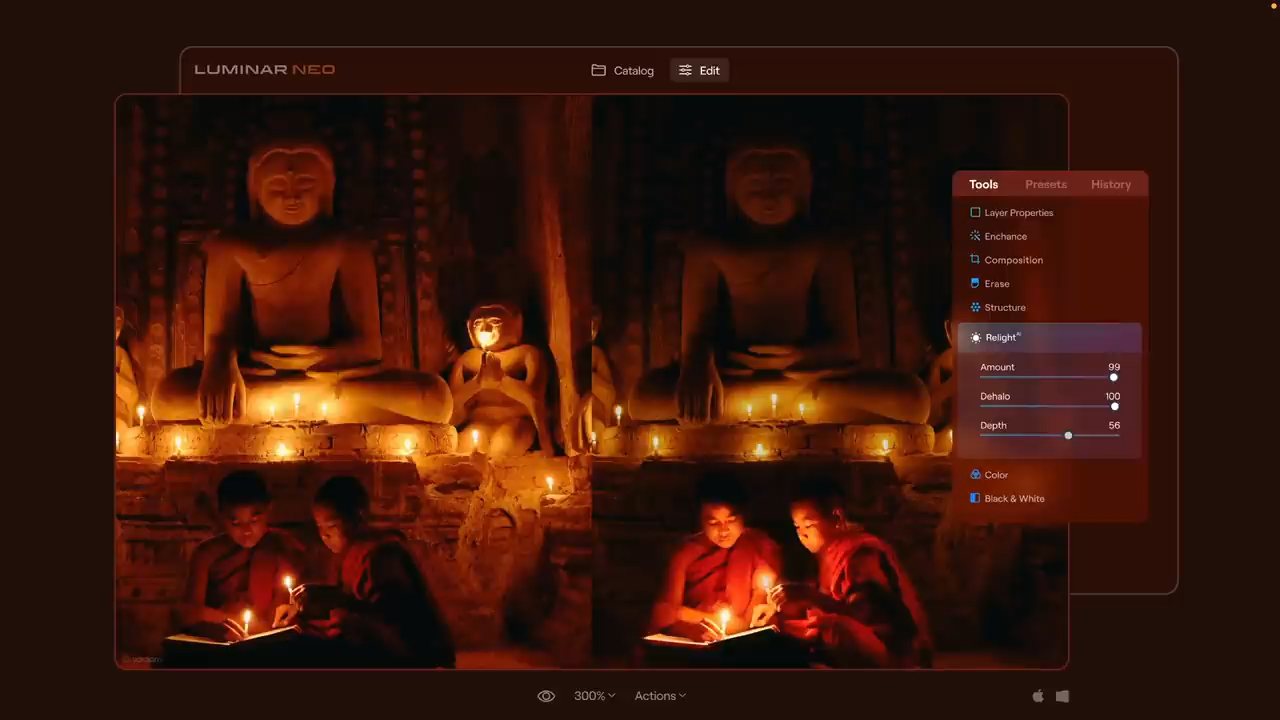 LUMINAR NEO
Catalog
Edit
Tools Presets History
Layer Properties
Enchance
Composition
Erase
Structure
Relight AI
Amount 99
Dehalo 100
Depth 56
Color
Black & White
300%
Actions